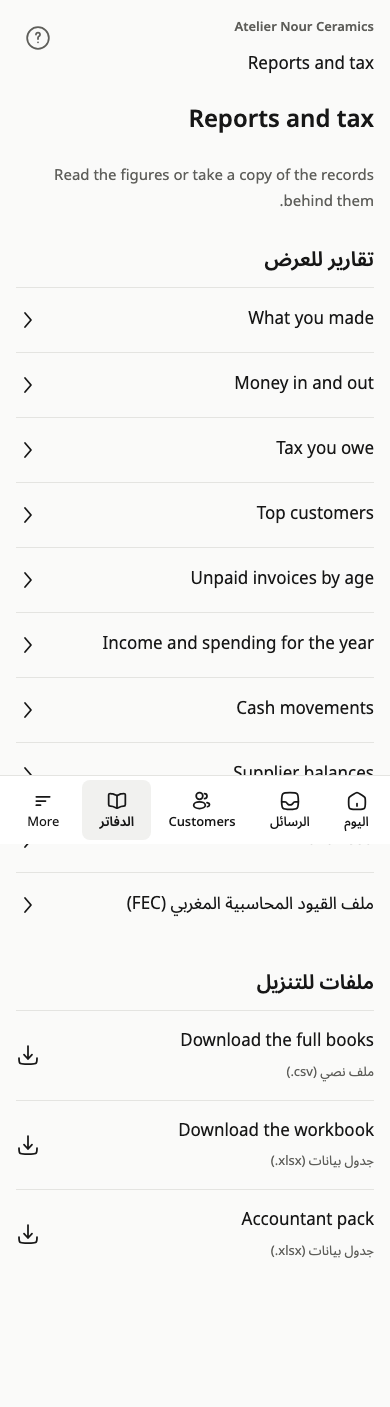 Atelier Nour Ceramics
Reports and tax
Reports and tax
Read the figures or take a copy of the records
behind them.
تقارير للعرض
What you made
Money in and out
Tax you owe
Top customers
Unpaid invoices by age
Income and spending for the year
Cash movements
Supplier balances
اليوم
الرسائل
Customers
الدفاتر
More
ملف القيود المحاسبية المغربي (FEC)
ملفات للتنزيل
Download the full books
ملف نصي (.csv)
Download the workbook
جدول بيانات (.xlsx)
Accountant pack
جدول بيانات (.xlsx)